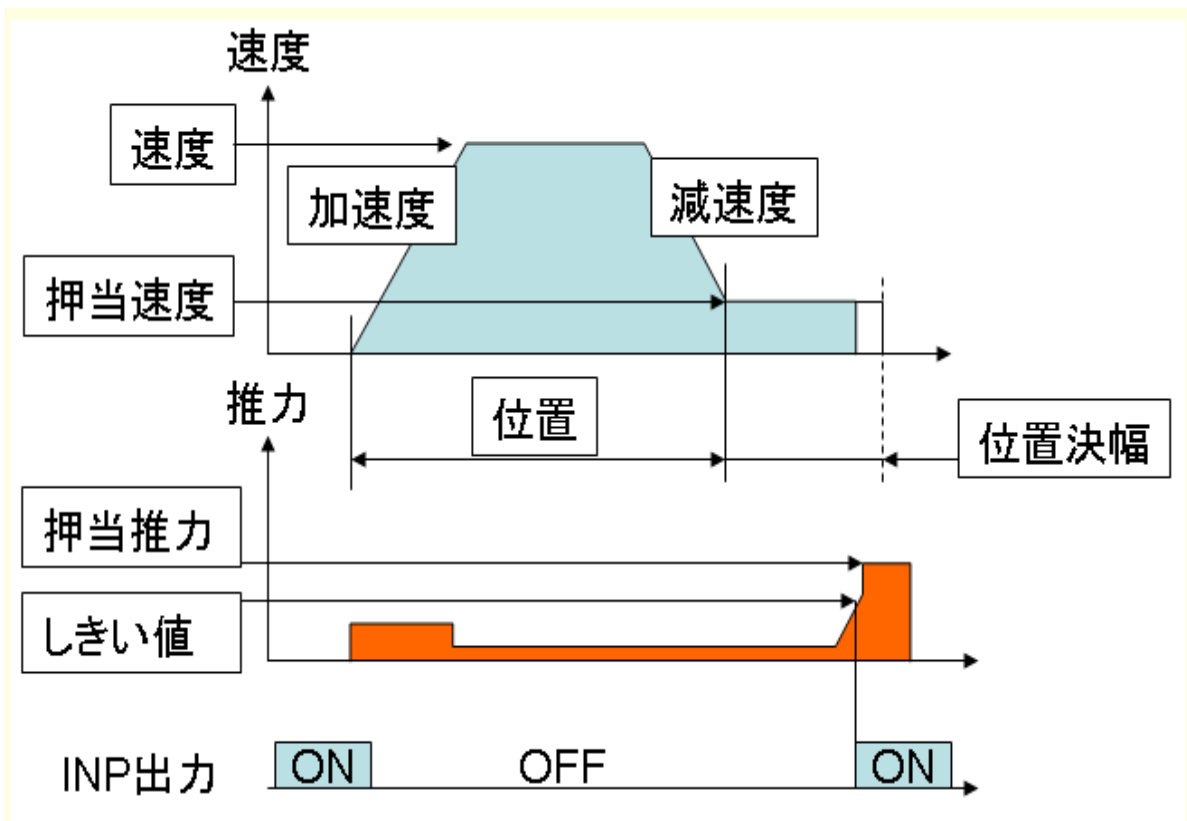 速度
速度
加速度
減速度
押当速度
推力
位置
位置決幅
押当推力
しきい値
INP出力
ON
OFF
ON